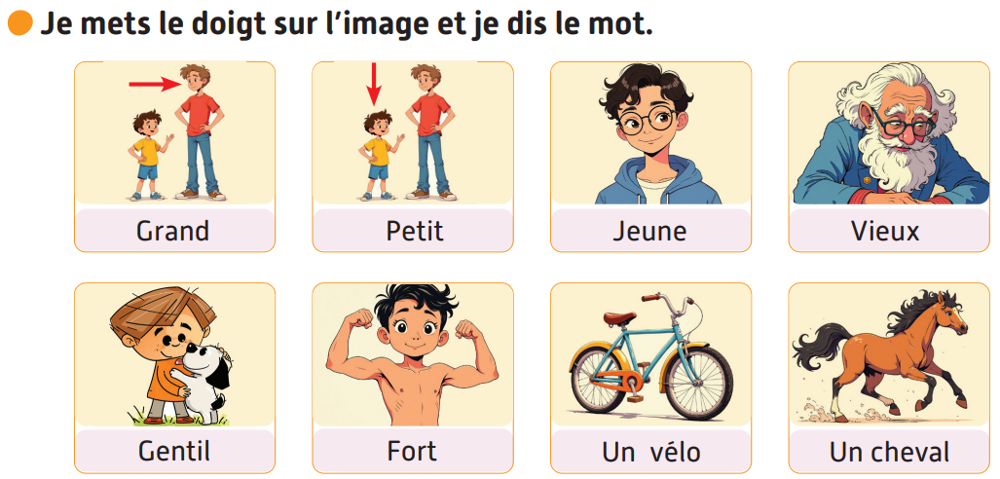 Je mets le doigt sur l'image et je dis le mot.
Grand
Petit
Jeune
Vieux
Gentil
Fort
Un vélo
Un cheval